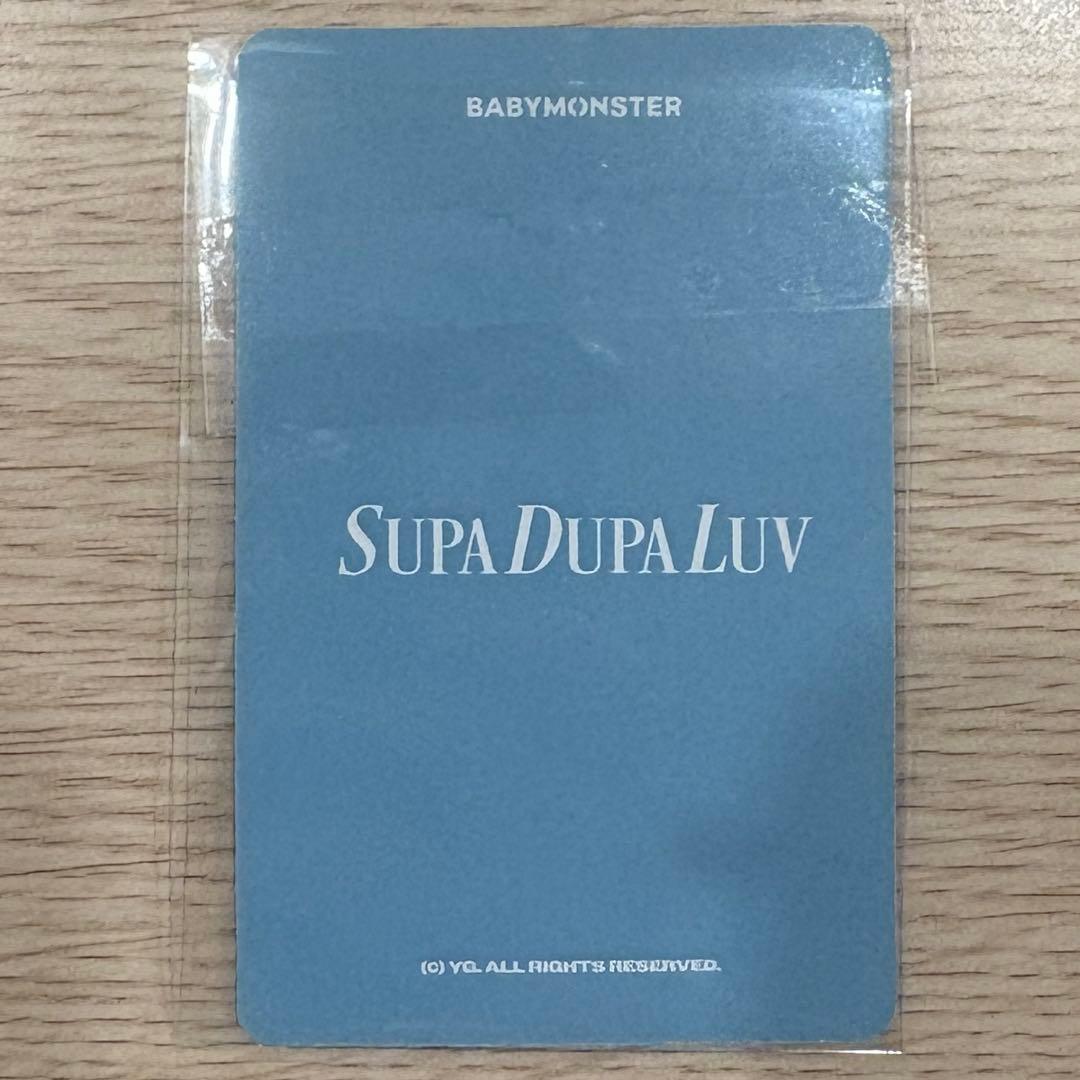 BABYMONSTER
SUPA DUPA LUV
(C) YG. ALL RIGHTS RESERVED.